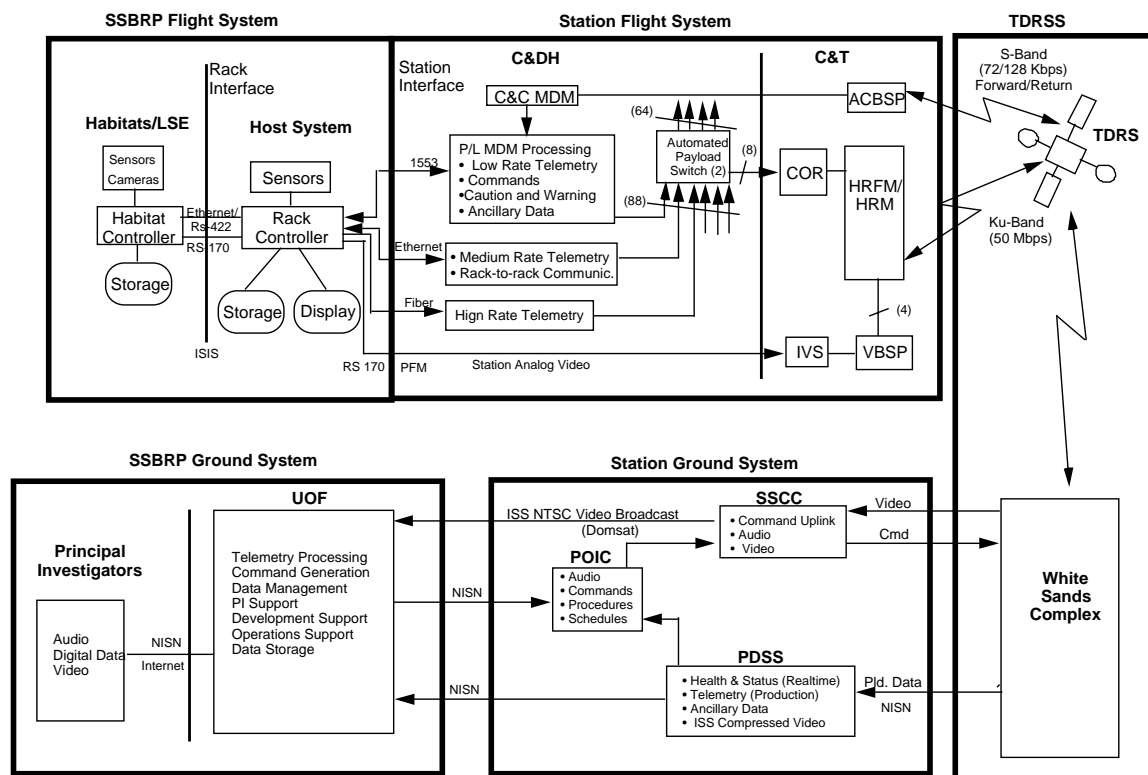 SSBRP Flight System
Station Flight System
TDRSS
Rack
Interface
Station
Interface
C&DH
C&T
S-Band
(72/128 Kbps)
Forward/Return
TDRS
C&C MDM
ACBSP
(64)
Habitats/LSE
Host System
Sensors
Cameras
Sensors
1553
P/L MDM Processing
• Low Rate Telemetry
• Commands
•Caution and Warning
• Ancillary Data
Automated
Payload
Switch (2)
(8)
COR
HRFM/
HRM
(88)
Habitat
Controller
Ethernet/
Rs-422
RS-170
Rack
Controller
Ethernet
• Medium Rate Telemetry
• Rack-to-rack Communic.
Ku-Band
(50 Mbps)
Storage
Storage
Display
Fiber
Hign Rate Telemetry
(4)
ISIS
RS 170
PFM
Station Analog Video
IVS
VBSP
SSBRP Ground System
Station Ground System
UOF
ISS NTSC Video Broadcast
(Domsat)
SSCC
• Command Uplink
• Audio
• Video
Video
Cmd
Principal
Investigators
Telemetry Processing
Command Generation
Data Management
PI Support
Development Support
Operations Support
Data Storage
NISN
POIC
• Audio
• Commands
• Procedures
• Schedules
White
Sands
Complex
Audio
Digital Data
Video
NISN
Internet
NISN
PDSS
• Health & Status (Realtime)
• Telemetry (Production)
• Ancillary Data
• ISS Compressed Video
Pld. Data
NISN